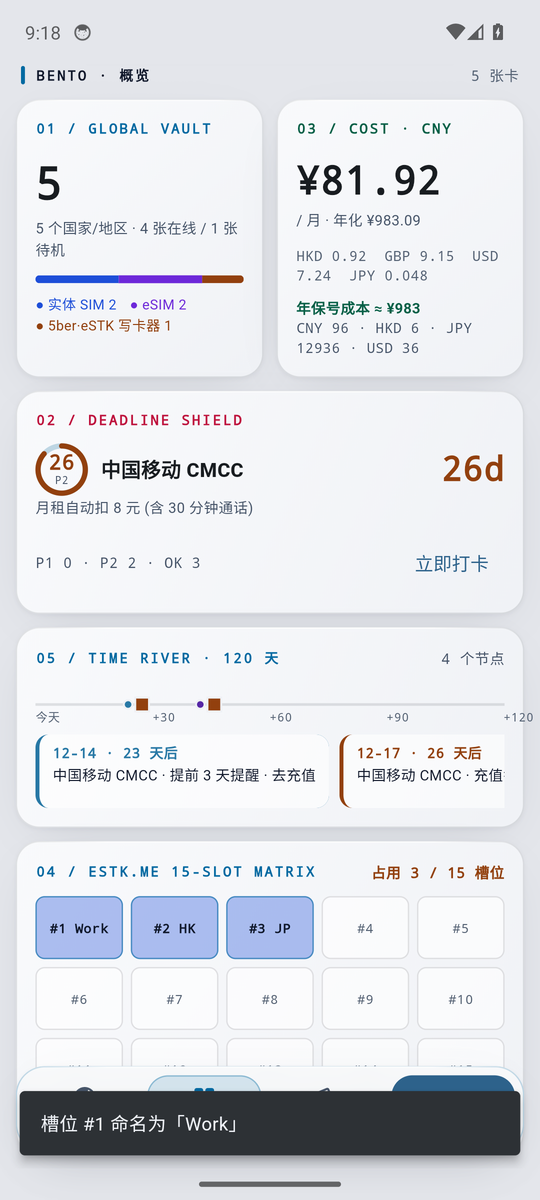 9:18
BENTO · 概览
5 张卡
01 / GLOBAL VAULT
5
5 个国家/地区 · 4 张在线 / 1 张
待机
● 实体 SIM 2 ● eSIM 2
● 5ber·eSTK 写卡器 1
03 / COST · CNY
¥81.92
/ 月 · 年化 ¥983.09
HKD 0.92 GBP 9.15 USD
7.24 JPY 0.048
年保号成本 ≈ ¥983
CNY 96 · HKD 6 · JPY
12936 · USD 36
02 / DEADLINE SHIELD
26
P2
中国移动 CMCC
26d
月租自动扣 8 元 (含 30 分钟通话)
P1 0 · P2 2 · OK 3
立即打卡
05 / TIME RIVER · 120 天
4 个节点
今天 +30 +60 +90 +120
12-14 · 23 天后
中国移动 CMCC · 提前 3 天提醒 · 去充值
12-17 · 26 天后
中国移动 CMCC · 充值
04 / ESTK.ME 15-SLOT MATRIX
占用 3 / 15 槽位
#1 Work #2 HK #3 JP #4 #5
#6 #7 #8 #9 #10
槽位 #1 命名为「Work」